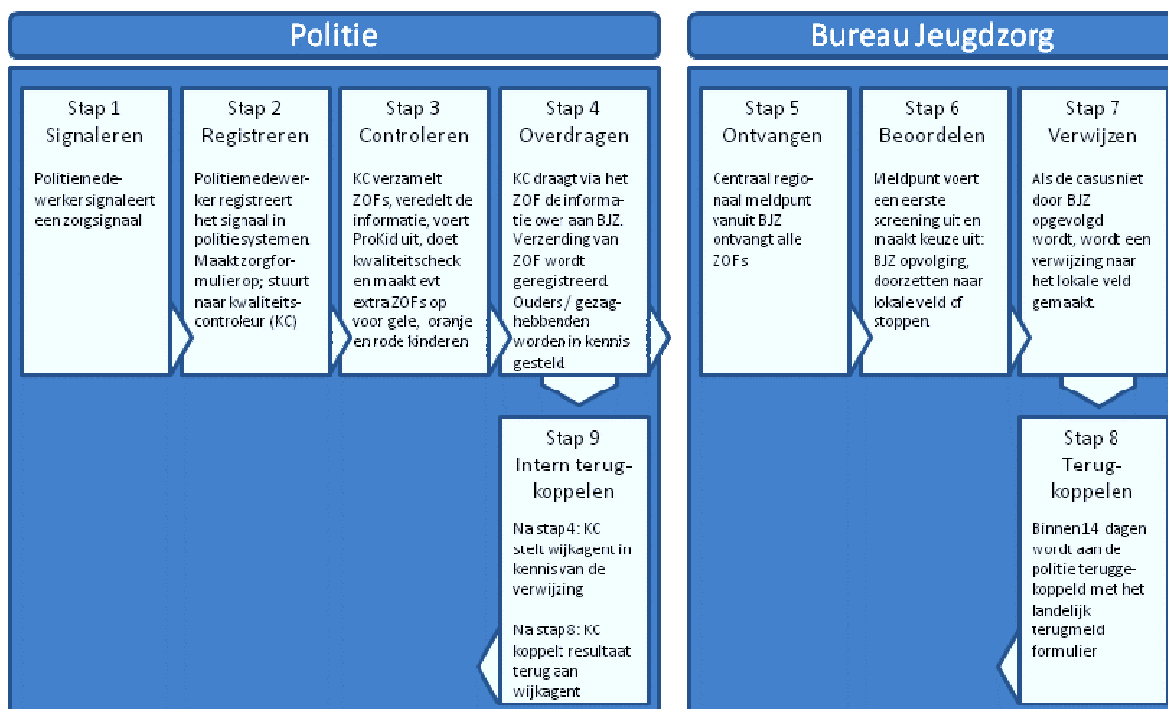 Politie
Stap 1
Signaleren
Politiemede-
werker signaleert
een zorgsignaal
Stap 2
Registreren
Politiemedewer-
ker registreert
het signaal in
politiesystemen.
Maakt zorgfor-
mulier op; stuurt
naar kwaliteits-
controleur (KC)
Stap 3
Controleren
KC verzamelt
ZOFs, veredelt de
informatie, voert
ProKid uit, doet
kwaliteitscheck
en maakt evt
extra ZOFs op
voor gele, oranje
en rode kinderen
Stap 4
Overdragen
KC draagt via het
ZOF de informa-
tie over aan BJZ.
Verzending van
ZOF wordt
geregistreerd.
Ouders / gezag-
hebbenden
worden in kennis
gesteld
Stap 9
Intern terug-
koppelen
Na stap 4: KC
stelt wijkagent in
kennis van de
verwijzing
Na stap 8: KC
koppelt resultaat
terug aan
wijkagent
Bureau Jeugdzorg
Stap 5
Ontvangen
Centraal regio-
naal meldpunt
vanuit BJZ
ontvangt alle
ZOFs
Stap 6
Beoordelen
Meldpunt voert
een eerste
screening uit en
maakt keuze uit:
BJZ opvolging,
doorzetten naar
lokale veld of
stoppen.
Stap 7
Verwijzen
Als de casus niet
door BJZ
opgevolgd
wordt, wordt een
verwijzing naar
het lokale veld
gemaakt.
Stap 8
Terug-
koppelen
Binnen 14 dagen
wordt aan de
politie terugge-
koppeld met het
landelijk
terugmeld
formulier